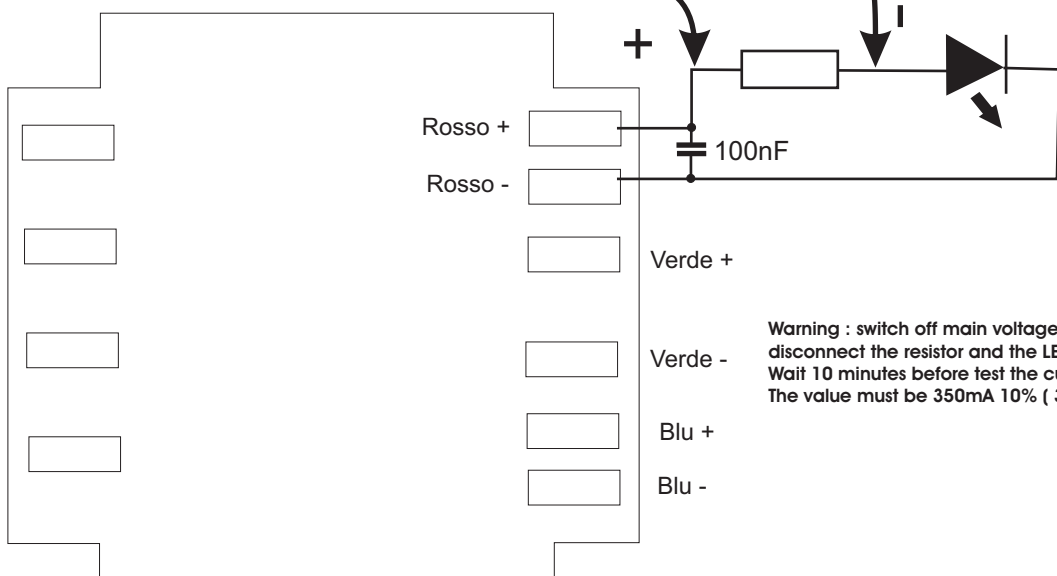 +
-
Rosso +
100nF
Rosso -
Verde +
Warning : switch off main voltage
disconnect the resistor and the
Wait 10 minutes before test the
The value must be 350mA 10% (
Verde -
Blu +
Blu -